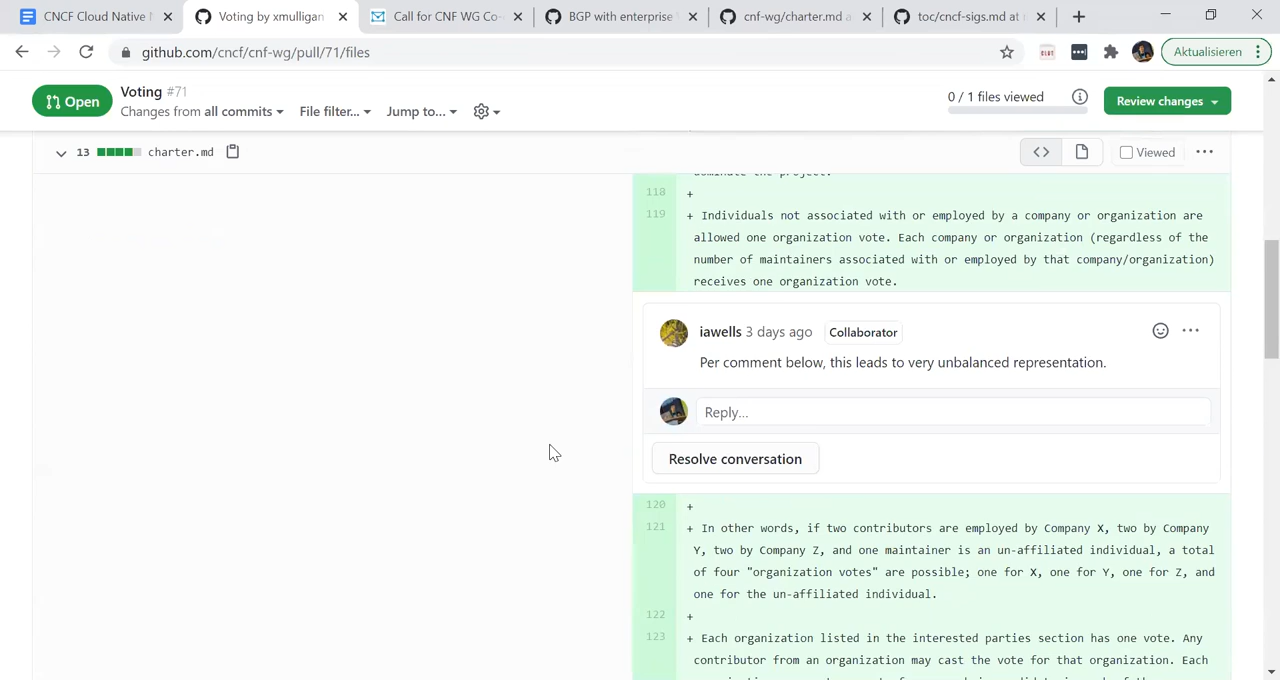 CNCF Cloud Native
Voting by xmulligan
Call for CNF WG Co-
BGP with enterprise
cnf-wg/charter.md a
toc/cncf-sigs.md at
github.com/cncf/cnf-wg/pull/71/files
Aktualisieren
Open
Voting #71
Changes from all commits
File filter...
Jump to...
0 / 1 files viewed
Review changes
13
charter.md
Viewed
dominate the project.
118 +
119 + Individuals not associated with or employed by a company or organization are
allowed one organization vote. Each company or organization (regardless of the
number of maintainers associated with or employed by that company/organization)
receives one organization vote.
iawells 3 days ago Collaborator
Per comment below, this leads to very unbalanced representation.
Reply...
Resolve conversation
120 +
121 + In other words, if two contributors are employed by Company X, two by Company
Y, two by Company Z, and one maintainer is an un-affiliated individual, a total
of four "organization votes" are possible; one for X, one for Y, one for Z, and
one for the un-affiliated individual.
122 +
123 + Each organization listed in the interested parties section has one vote. Any
contributor from an organization may cast the vote for that organization. Each